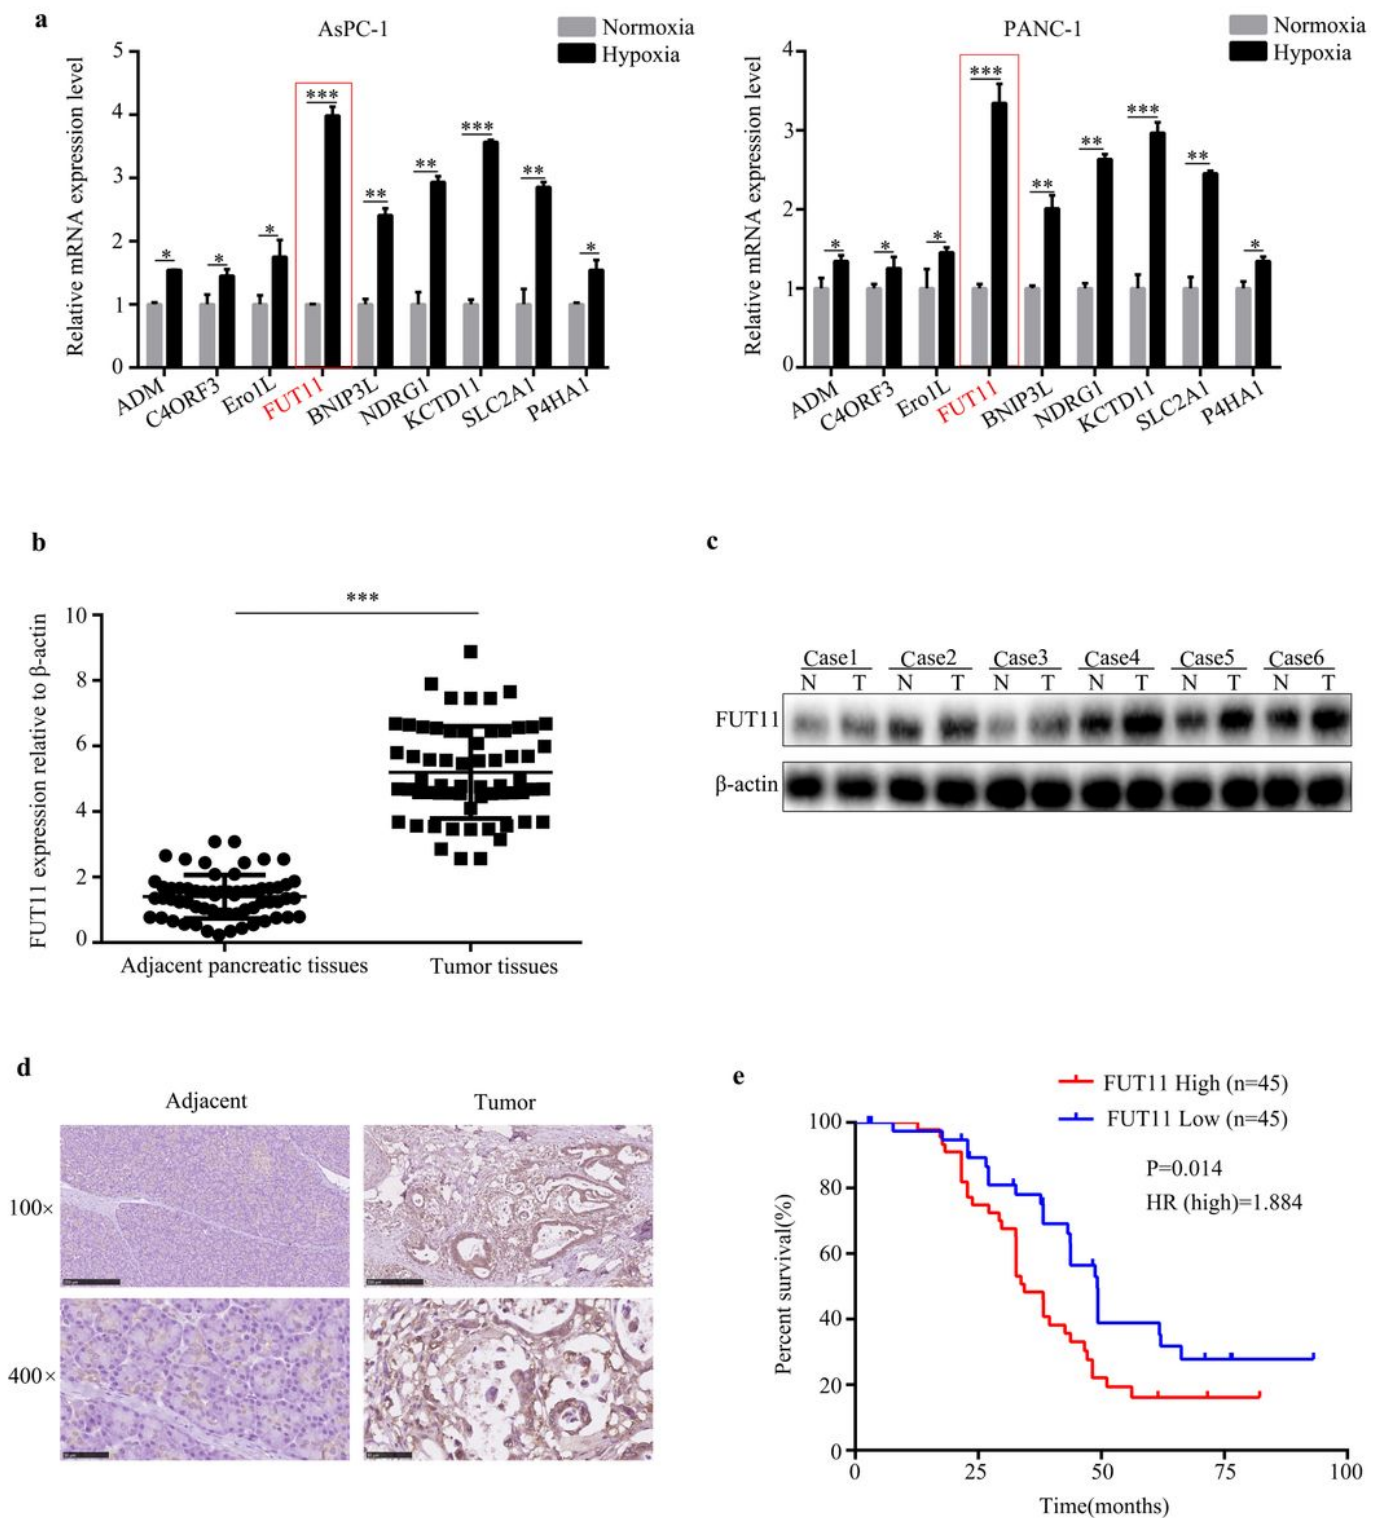 a
AsPC-1
Normoxia
Hypoxia
Relative mRNA expression level
5
4
3
2
1
0
*
*
*
***
**
**
***
**
*
ADM
C4ORF3
Ero1L
FUT11
BNIP3L
NDRG1
KCTD11
SLC2A1
P4HA1
PANC-1
Normoxia
Hypoxia
Relative mRNA expression level
4
3
2
1
0
*
*
*
***
**
**
***
**
*
ADM
C4ORF3
Ero1L
FUT11
BNIP3L
NDRG1
KCTD11
SLC2A1
P4HA1
b
***
FUT11 expression relative to β-actin
10
8
6
4
2
0
Adjacent pancreatic tissues
Tumor tissues
c
Case1 Case2 Case3 Case4 Case5 Case6
N T N T N T N T N T N T
FUT11
β-actin
d
Adjacent
Tumor
100×
400×
e
FUT11 High (n=45)
FUT11 Low (n=45)
P=0.014
HR (high)=1.884
Percent survival(%)
100
80
60
40
20
0
0 25 50 75 100
Time(months)